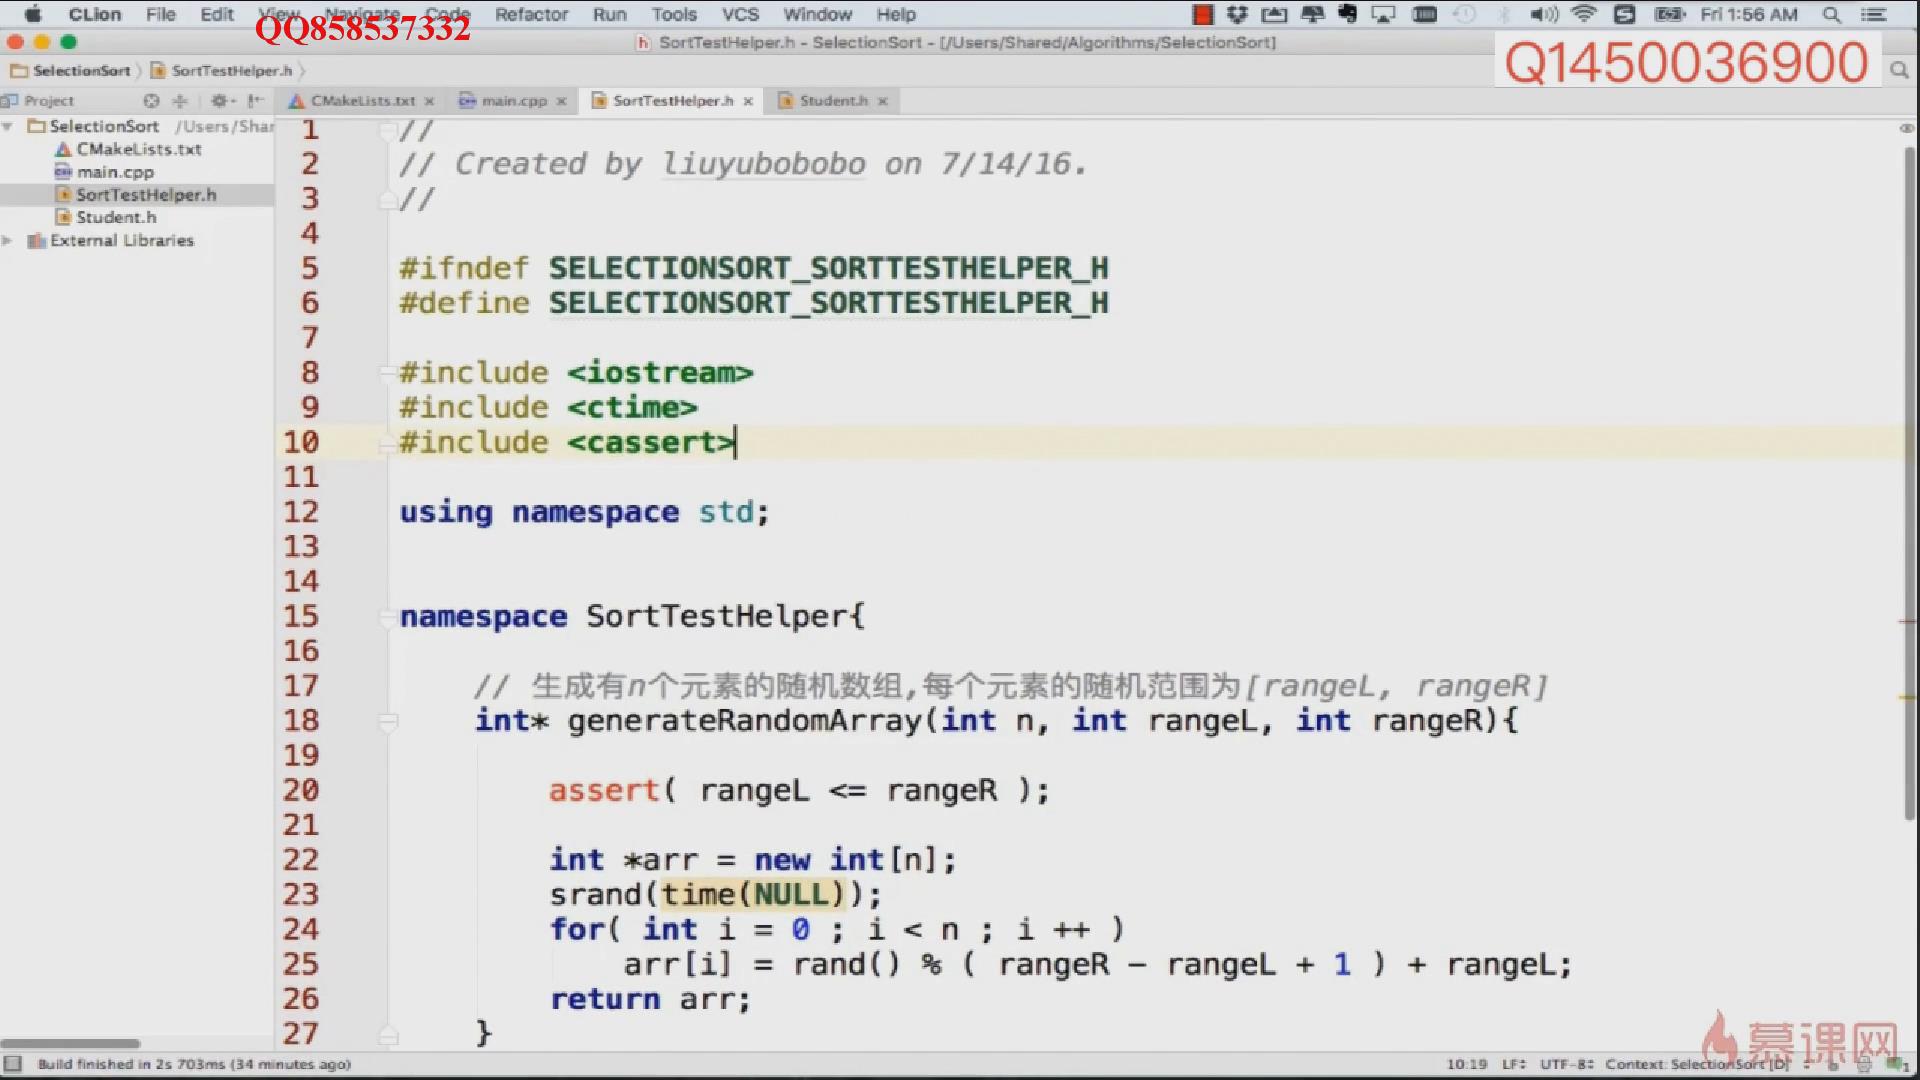 CLion File Edit View Navigate Code Refactor Run Tools VCS Window Help
Fri 1:56 AM
QQ858537332
SortTestHelper.h - SelectionSort - [/Users/Shared/Algorithms/SelectionSort]
Q1450036900
SelectionSort SortTestHelper.h
Project
CMakeLists.txt main.cpp SortTestHelper.h Student.h
SelectionSort /Users/Shar
CMakeLists.txt
main.cpp
SortTestHelper.h
Student.h
External Libraries
1 //
2 // Created by liuyubobobo on 7/14/16.
3 //
4
5 #ifndef SELECTIONSORT_SORTTESTHELPER_H
6 #define SELECTIONSORT_SORTTESTHELPER_H
7
8 #include <iostream>
9 #include <ctime>
10 #include <cassert>
11
12 using namespace std;
13
14
15 namespace SortTestHelper{
16
17 // 生成有n个元素的随机数组,每个元素的随机范围为[rangeL, rangeR]
18 int* generateRandomArray(int n, int rangeL, int rangeR){
19
20 assert( rangeL <= rangeR );
21
22 int *arr = new int[n];
23 srand(time(NULL));
24 for( int i = 0 ; i < n ; i ++ )
25 arr[i] = rand() % ( rangeR - rangeL + 1 ) + rangeL;
26 return arr;
27 }
慕课网
Build finished in 2s 703ms (34 minutes ago)
10:19 LF÷ UTF-8÷ Context: SelectionSort [D]